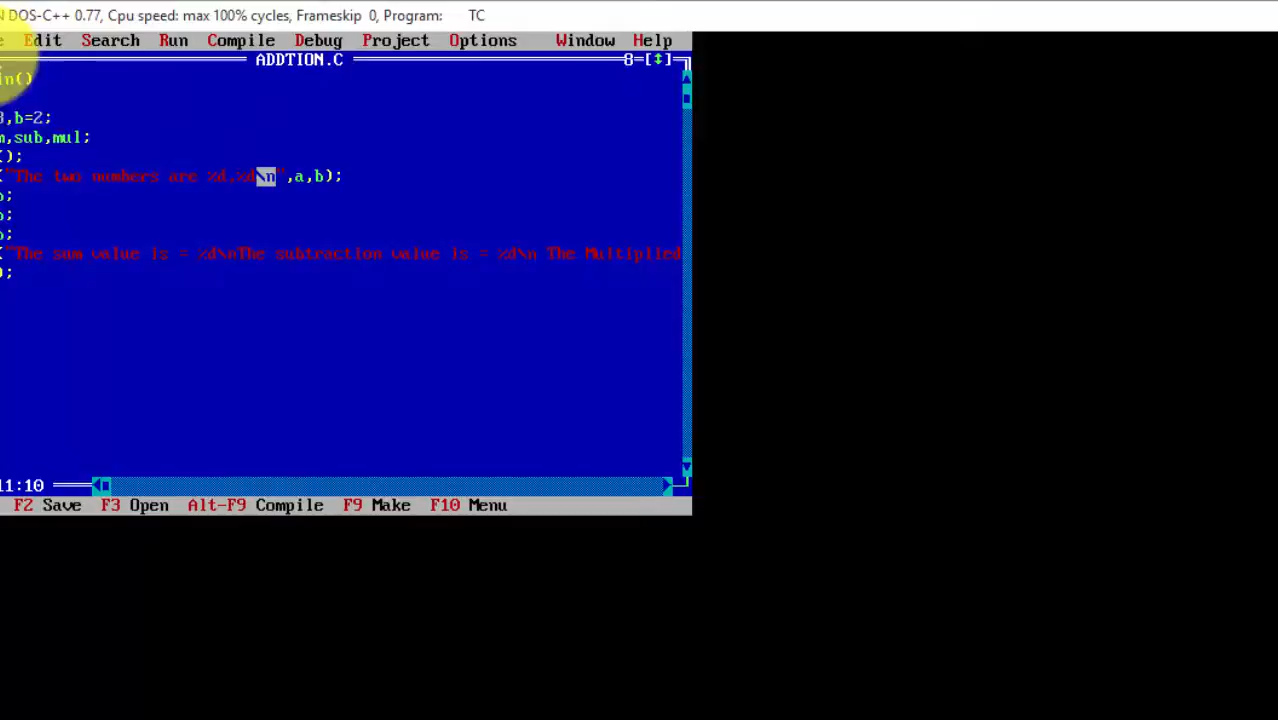 DOS-C++ 0.77, Cpu speed: max 100% cycles, Frameskip 0, Program: TC
Edit Search Run Compile Debug Project Options Window Help
ADDTION.C 8=[↕]
in()
3,b=2;
m,sub,mul;
();
("The two numbers are %d,%d\n",a,b);
b;
b;
b;
("The sum value is = %d\nThe subtraction value is = %d\n The Multiplied
);
11:10
F2 Save F3 Open Alt-F9 Compile F9 Make F10 Menu